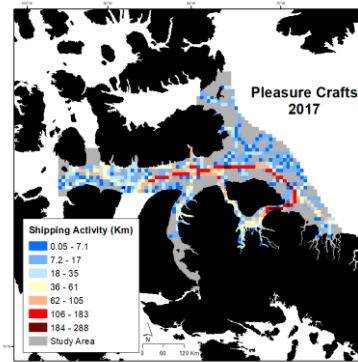 Pleasure Crafts
2017
Shipping Activity (Km)
0.05 - 7.1
7.2 - 17
18 - 35
36 - 61
62 - 105
106 - 183
184 - 288
Study Area
N
0
60
120 Km